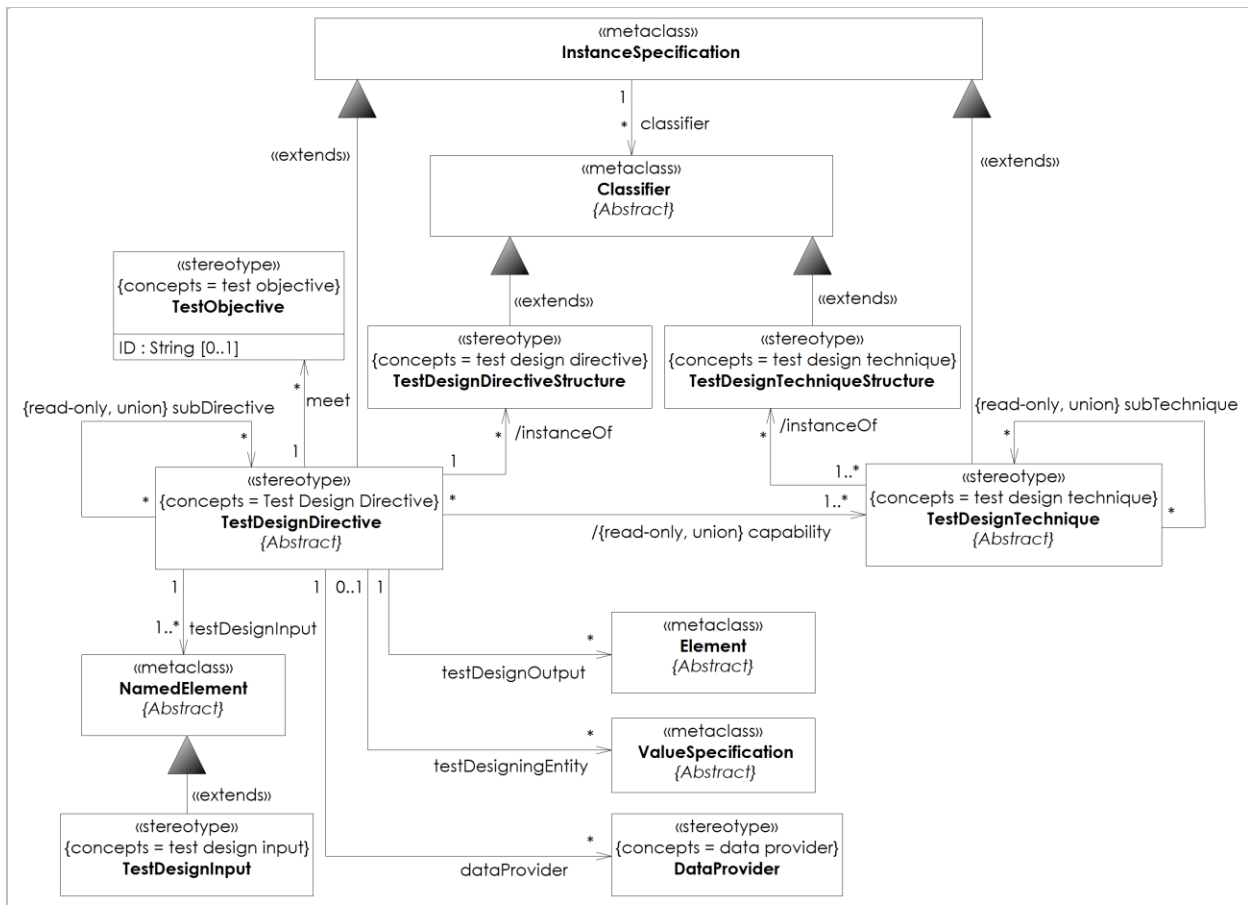 «metaclass»
InstanceSpecification
1
* classifier
«extends»
«extends»
«metaclass»
Classifier
{Abstract}
«stereotype»
{concepts = test objective}
TestObjective
ID : String [0..1]
«extends»
«extends»
«stereotype»
{concepts = test design directive}
TestDesignDirectiveStructure
«stereotype»
{concepts = test design technique}
TestDesignTechniqueStructure
* meet
1
{read-only, union} subDirective
*
*
* /instanceOf
1
* /instanceOf
1..*
{read-only, union} subTechnique
*
*
«stereotype»
{concepts = Test Design Directive}
TestDesignDirective
{Abstract}
*
1..*
/{read-only, union} capability
«stereotype»
{concepts = test design technique}
TestDesignTechnique
{Abstract}
1
1
0..1
1
1..* testDesignInput
*
testDesignOutput
«metaclass»
Element
{Abstract}
«metaclass»
NamedElement
{Abstract}
*
testDesigningEntity
«metaclass»
ValueSpecification
{Abstract}
«extends»
«stereotype»
{concepts = test design input}
TestDesignInput
*
dataProvider
«stereotype»
{concepts = data provider}
DataProvider